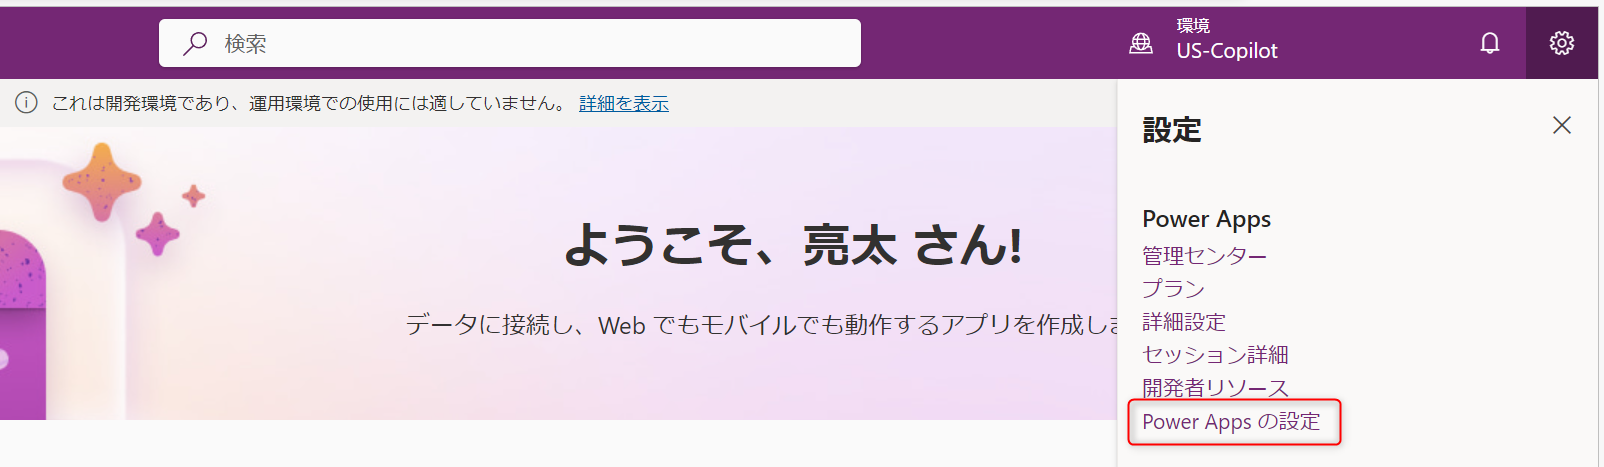 検索
環境
US-Copilot
これは開発環境であり、運用環境での使用には適していません。 詳細を表示
設定
ようこそ、亮太 さん!
データに接続し、Web でもモバイルでも動作するアプリを作成しま
Power Apps
管理センター
プラン
詳細設定
セッション詳細
開発者リソース
Power Apps の設定